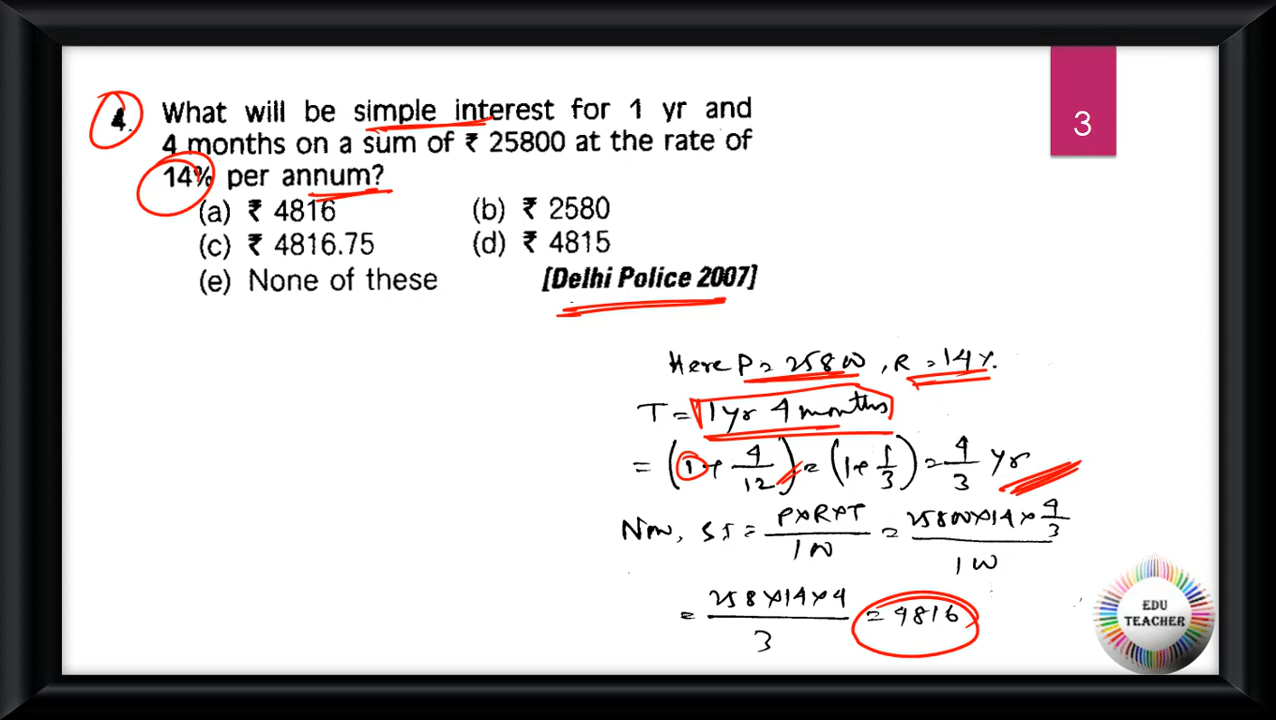 3
4. What will be simple interest for 1 yr and
4 months on a sum of ₹ 25800 at the rate of
14% per annum?
(a) ₹ 4816 (b) ₹ 2580
(c) ₹ 4816.75 (d) ₹ 4815
(e) None of these [Delhi Police 2007]
Here P = 25800, R = 14%.
T = 1 yr 4 months
= (1 + 4/12) = (1 + 1/3) = 4/3 yr
Now, SI = P×R×T/100 = 25800×14×4/3/100
= 258×14×4/3 = 4816
EDU
TEACHER